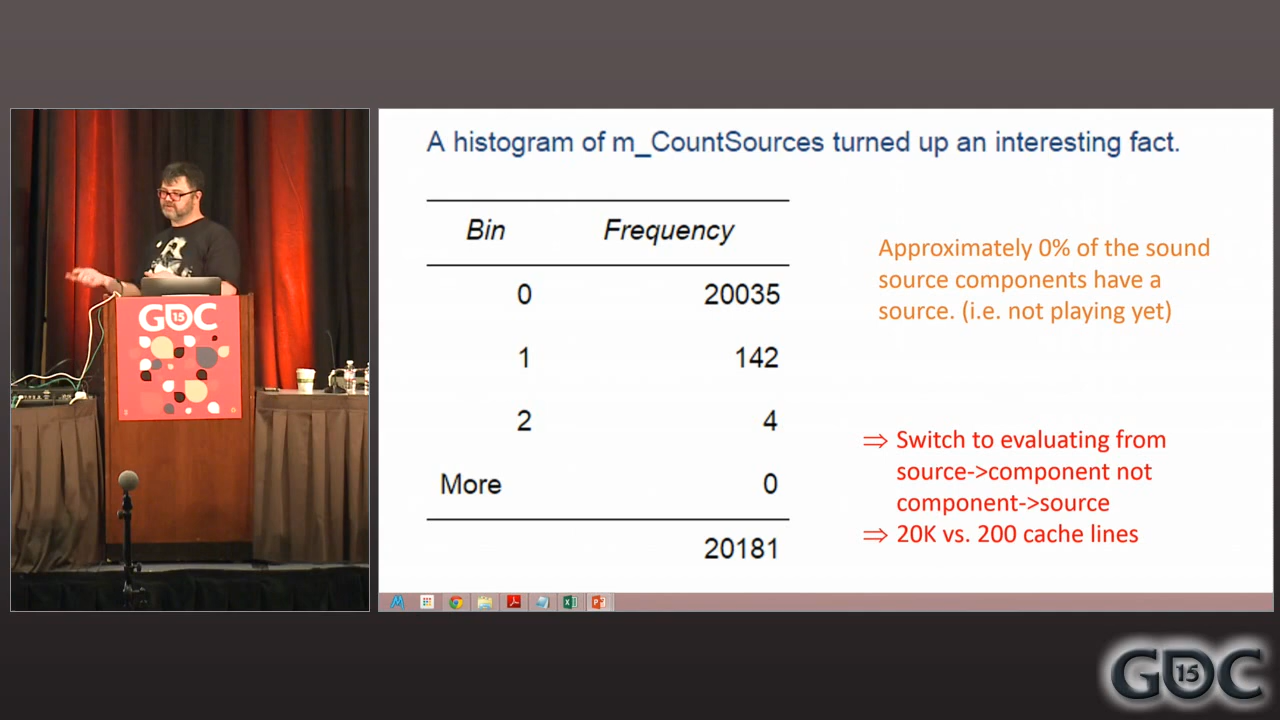 A histogram of m_CountSources turned up an interesting fact.
Bin Frequency
0 20035
1 142
2 4
More 0
20181
Approximately 0% of the sound
source components have a
source. (i.e. not playing yet)
⇒ Switch to evaluating from
source->component not
component->source
⇒ 20K vs. 200 cache lines
GDC
15
GDC
15